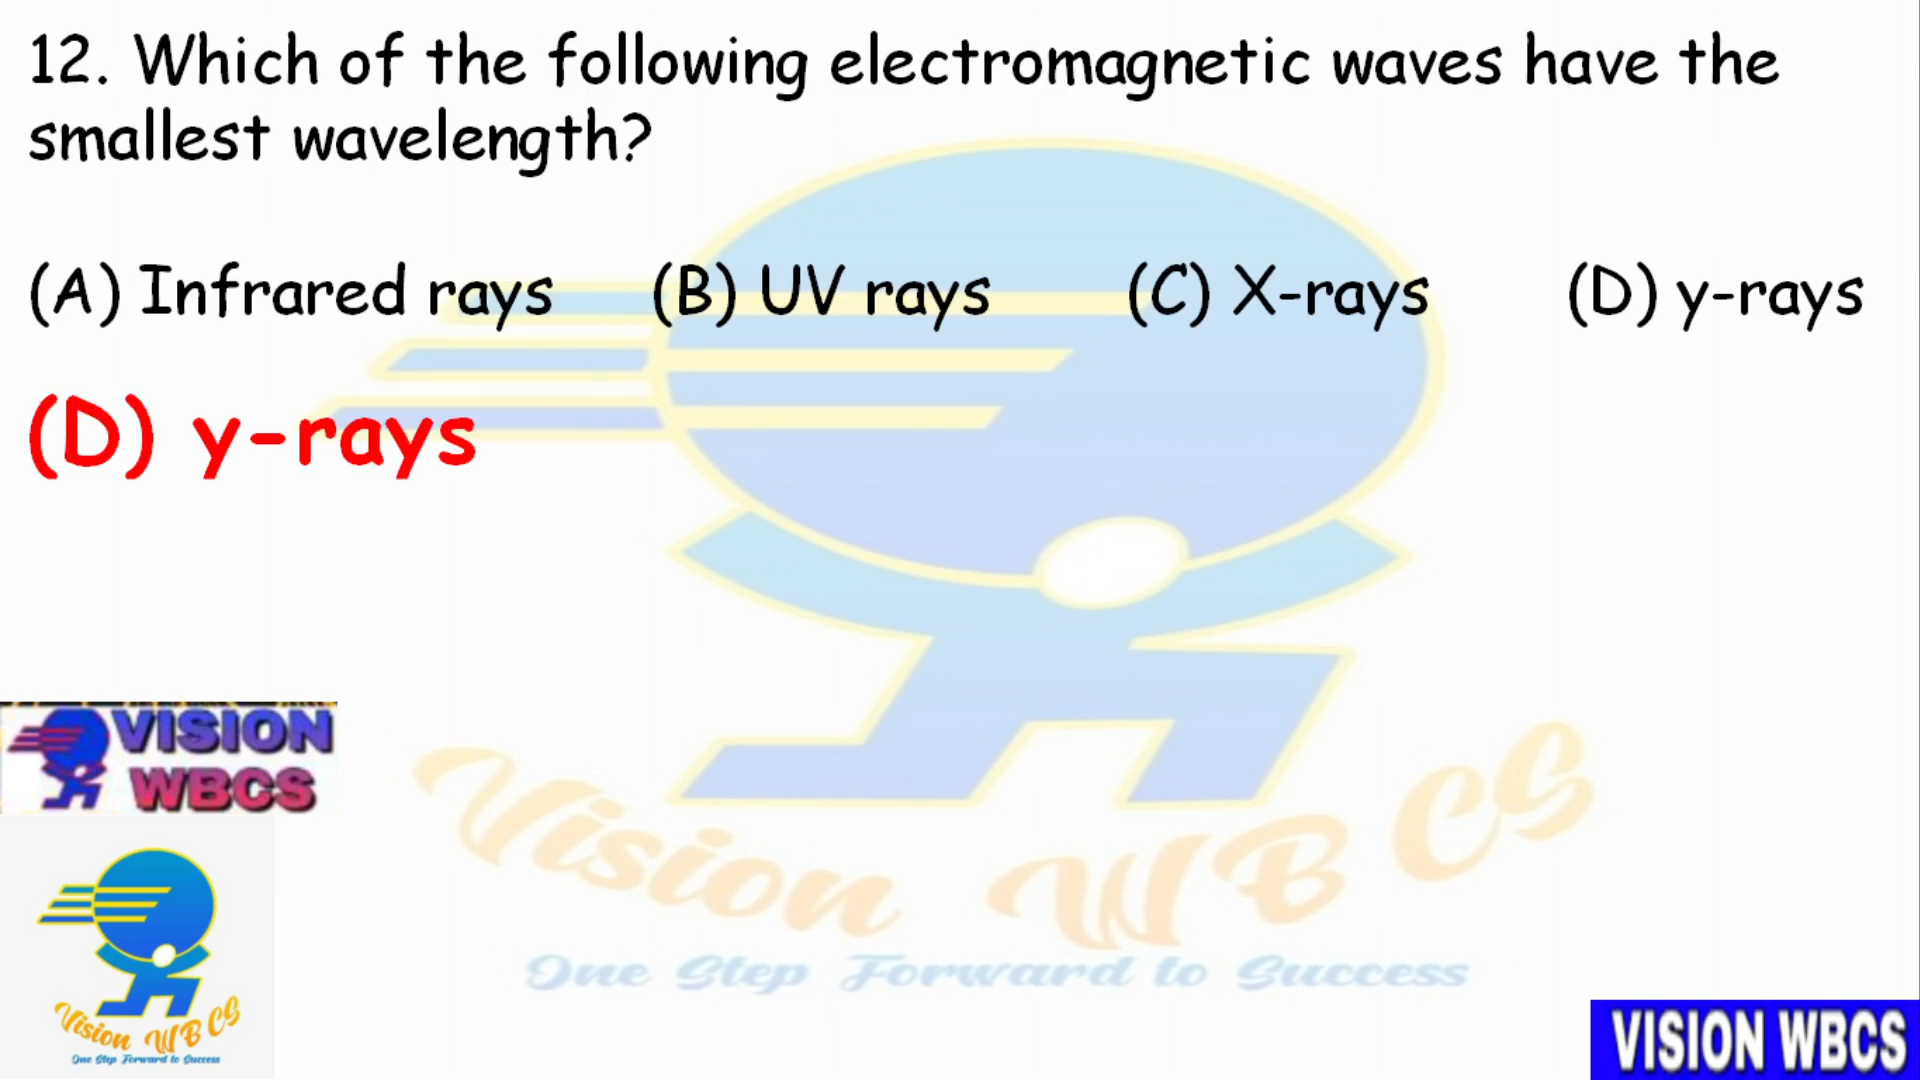 12. Which of the following electromagnetic waves have the
smallest wavelength?
(A) Infrared rays (B) UV rays (C) X-rays (D) y-rays
(D) y-rays
VISION
WBCS
Vision WBCS
One Step Forward to Success
Vision WBCS
One Step Forward to Success
VISION WBCS